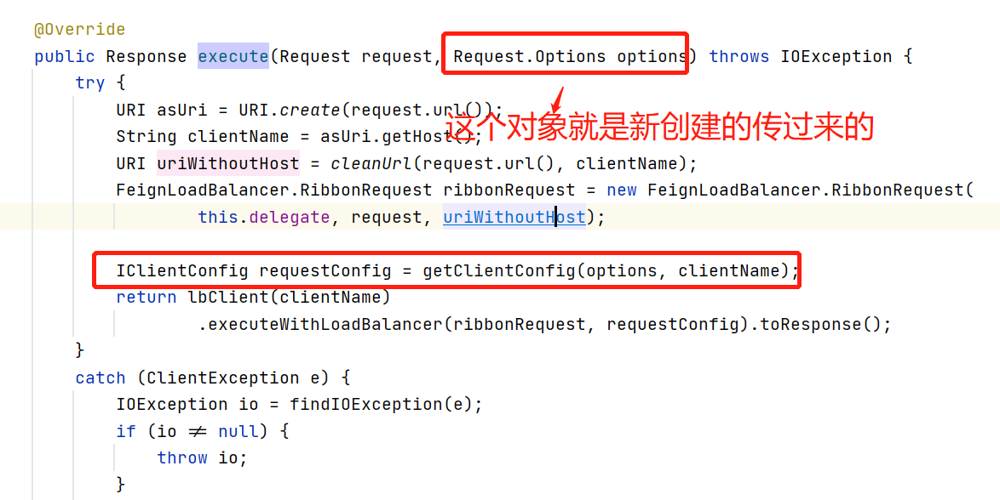 @Override
public Response execute(Request request, Request.Options options) throws IOException {
try {
URI asUri = URI.create(request.url());
这个对象就是新创建的传过来的
String clientName = asUri.getHost();
URI uriWithoutHost = cleanUrl(request.url(), clientName);
FeignLoadBalancer.RibbonRequest ribbonRequest = new FeignLoadBalancer.RibbonRequest(
this.delegate, request, uriWithoutHost);
IClientConfig requestConfig = getClientConfig(options, clientName);
return lbClient(clientName)
.executeWithLoadBalancer(ribbonRequest, requestConfig).toResponse();
}
catch (ClientException e) {
IOException io = findIOException(e);
if (io ≠ null) {
throw io;
}